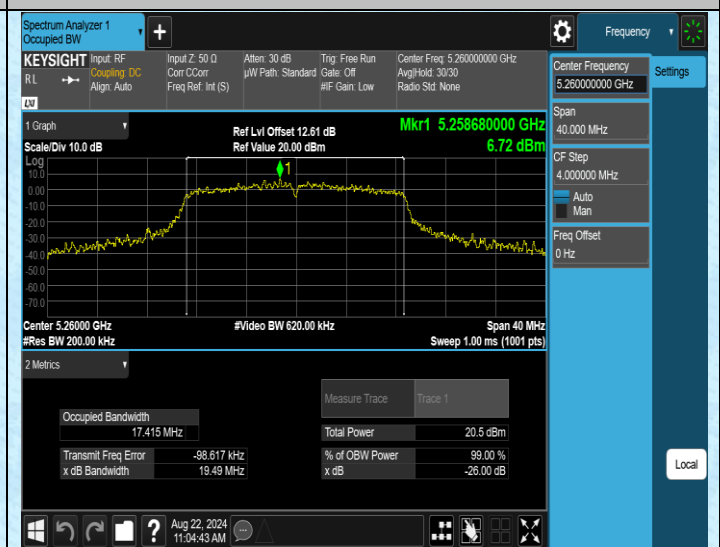 Spectrum Analyzer 1
Occupied BW
+
Frequency
KEYSIGHT
RL
LXI
Input: RF
Coupling: DC
Align: Auto
Input Z: 50 Ω
Corr CCorr
Freq Ref: Int (S)
Atten: 30 dB
µW Path: Standard
Trig: Free Run
Gate: Off
#IF Gain: Low
Center Freq: 5.260000000 GHz
Avg|Hold: 30/30
Radio Std: None
Center Frequency
5.260000000 GHz
Settings
Span
40.000 MHz
CF Step
4.000000 MHz
Auto
Man
Freq Offset
0 Hz
1 Graph
Scale/Div 10.0 dB
Ref Lvl Offset 12.61 dB
Ref Value 20.00 dBm
Mkr1 5.258680000 GHz
6.72 dBm
Log
10.0
0.00
-10.0
-20.0
-30.0
-40.0
-50.0
-60.0
-70.0
1
Center 5.26000 GHz
#Res BW 200.00 kHz
#Video BW 620.00 kHz
Span 40 MHz
Sweep 1.00 ms (1001 pts)
2 Metrics
Measure Trace Trace 1
Occupied Bandwidth
17.415 MHz
Total Power 20.5 dBm
Transmit Freq Error -98.617 kHz
% of OBW Power 99.00 %
x dB Bandwidth 19.49 MHz
x dB -26.00 dB
Local
?
Aug 22, 2024
11:04:43 AM